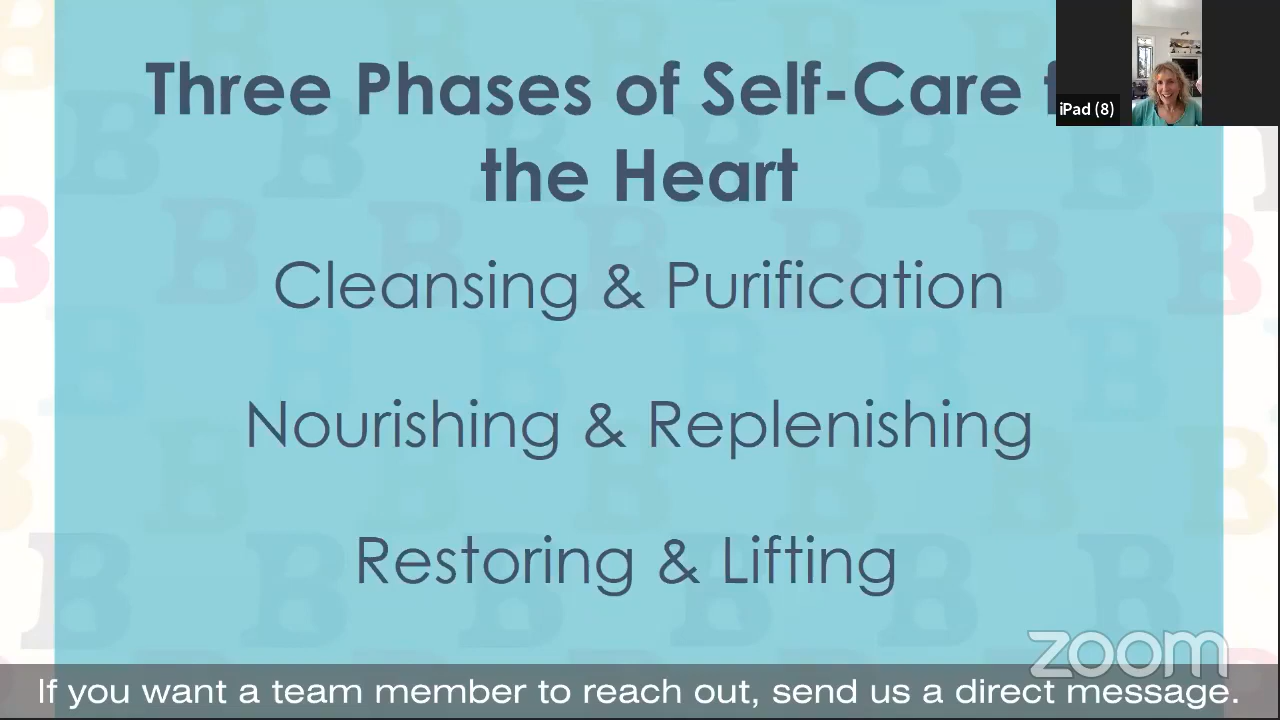 Three Phases of Self-Care
the Heart
Cleansing & Purification
Nourishing & Replenishing
Restoring & Lifting
iPad (8)
zoom
If you want a team member to reach out, send us a direct message.